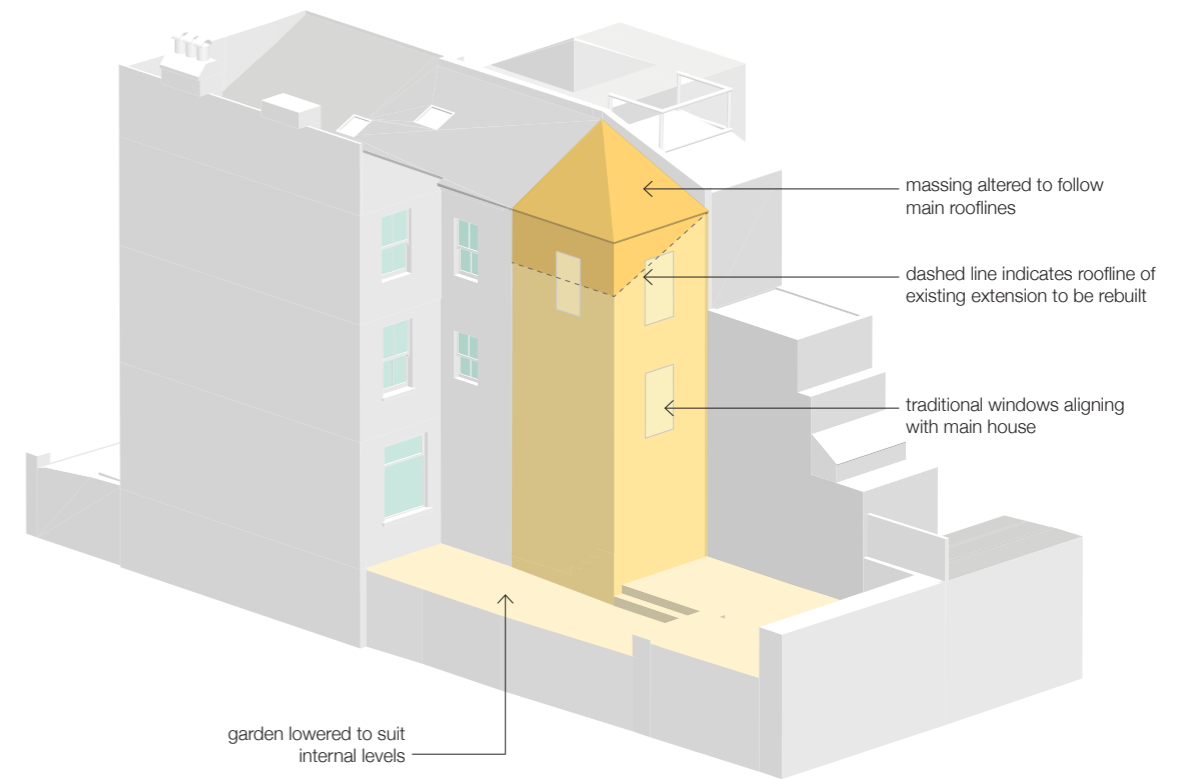 massing altered to follow
main rooflines
dashed line indicates roofline of
existing extension to be rebuilt
traditional windows aligning
with main house
garden lowered to suit
internal levels